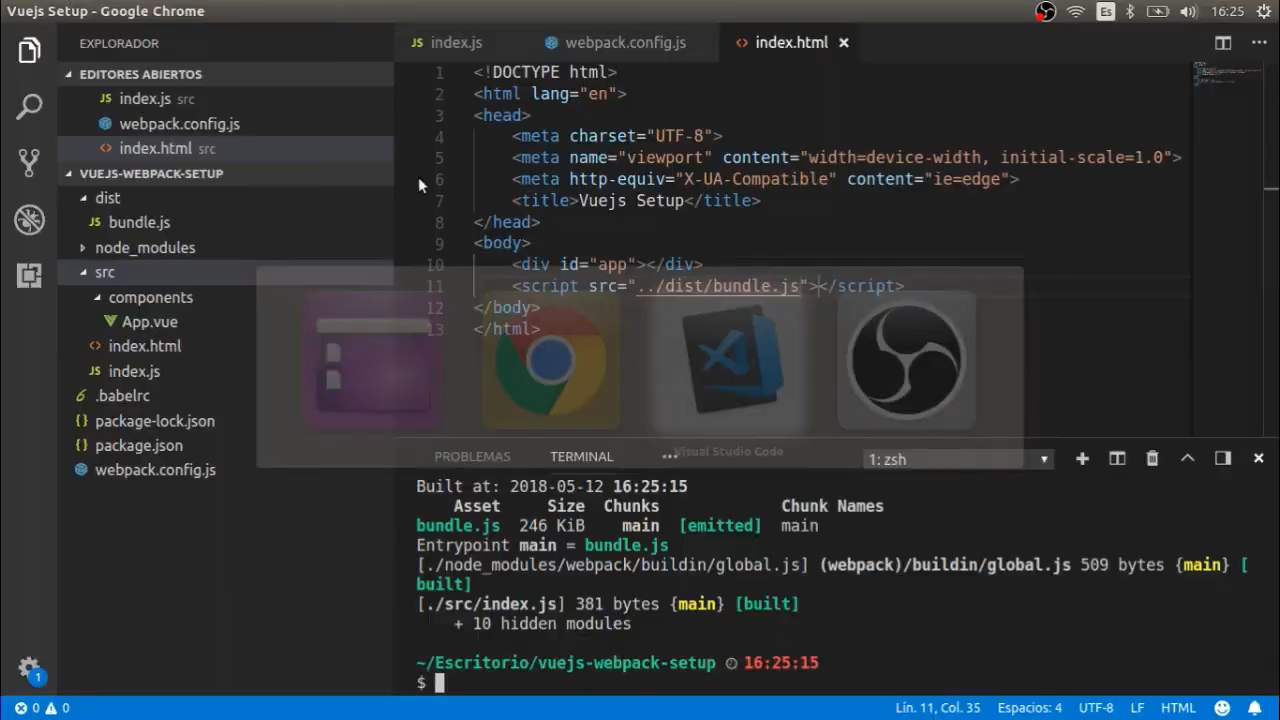 Vuejs Setup - Google Chrome
Es
16:25
EXPLORADOR
EDITORES ABIERTOS
JS index.js src
webpack.config.js
<> index.html src
VUEJS-WEBPACK-SETUP
dist
JS bundle.js
node_modules
src
components
App.vue
<> index.html
JS index.js
.babelrc
{} package-lock.json
{} package.json
webpack.config.js
1
JS index.js
webpack.config.js
<> index.html
1 <!DOCTYPE html>
2 <html lang="en">
3 <head>
4 <meta charset="UTF-8">
5 <meta name="viewport" content="width=device-width, initial-scale=1.0">
6 <meta http-equiv="X-UA-Compatible" content="ie=edge">
7 <title>Vuejs Setup</title>
8 </head>
9 <body>
10 <div id="app"></div>
11 <script src="../dist/bundle.js"></script>
12 </body>
13 </html>
Visual Studio Code
PROBLEMAS TERMINAL ••• 1: zsh
Built at: 2018-05-12 16:25:15
Asset Size Chunks Chunk Names
bundle.js 246 KiB main [emitted] main
Entrypoint main = bundle.js
[./node_modules/webpack/buildin/global.js] (webpack)/buildin/global.js 509 bytes {main} [
built]
[./src/index.js] 381 bytes {main} [built]
+ 10 hidden modules
~/Escritorio/vuejs-webpack-setup 16:25:15
$
0 0
Lín. 11, Col. 35 Espacios: 4 UTF-8 LF HTML